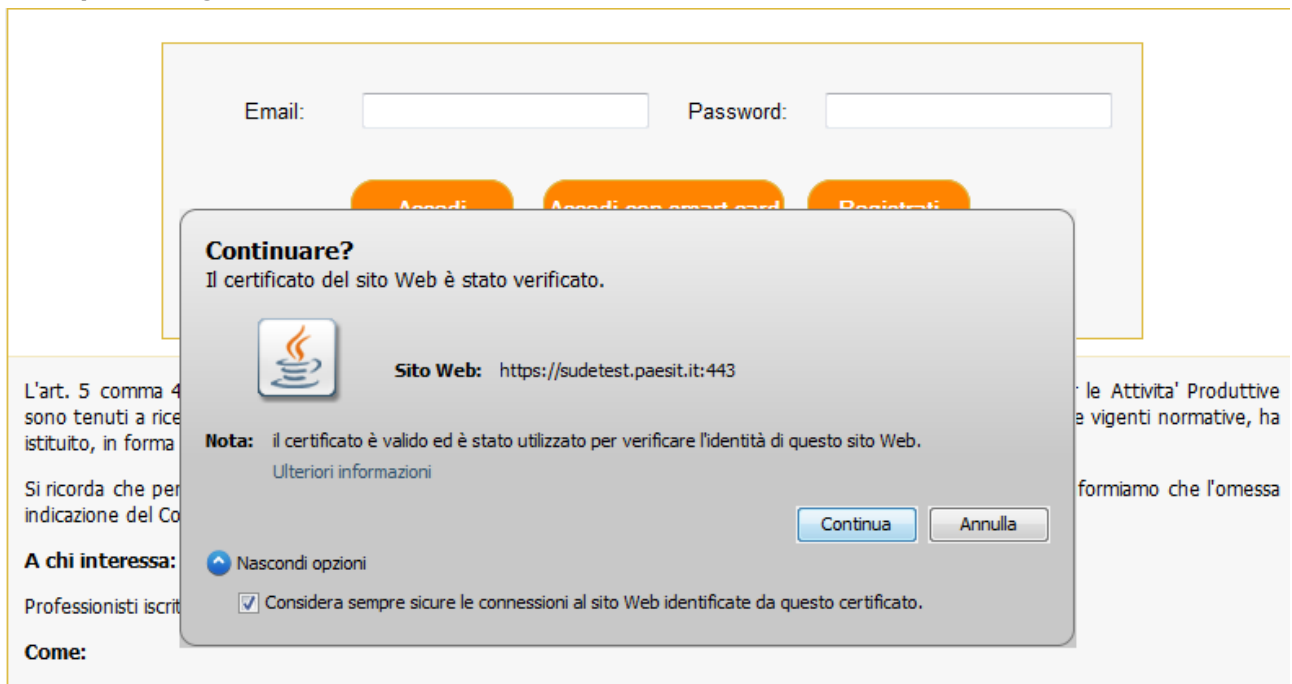 Email:
Password:
Continuare?
Il certificato del sito Web è stato verificato.
Sito Web: https://sudetest.paesit.it:443
Nota: il certificato è valido ed è stato utilizzato per verificare l'identità di questo sito Web.
Ulteriori informazioni
Continua
Annulla
Nascondi opzioni
Considera sempre sicure le connessioni al sito Web identificate da questo certificato.
L'art. 5 comma 4
le Attivita' Produttive
sono tenuti a
e vigenti normative, ha
istituito, in forma
Si ricorda che
formiamo che l'omessa
indicazione del
A chi interessa:
Professionisti
Come: